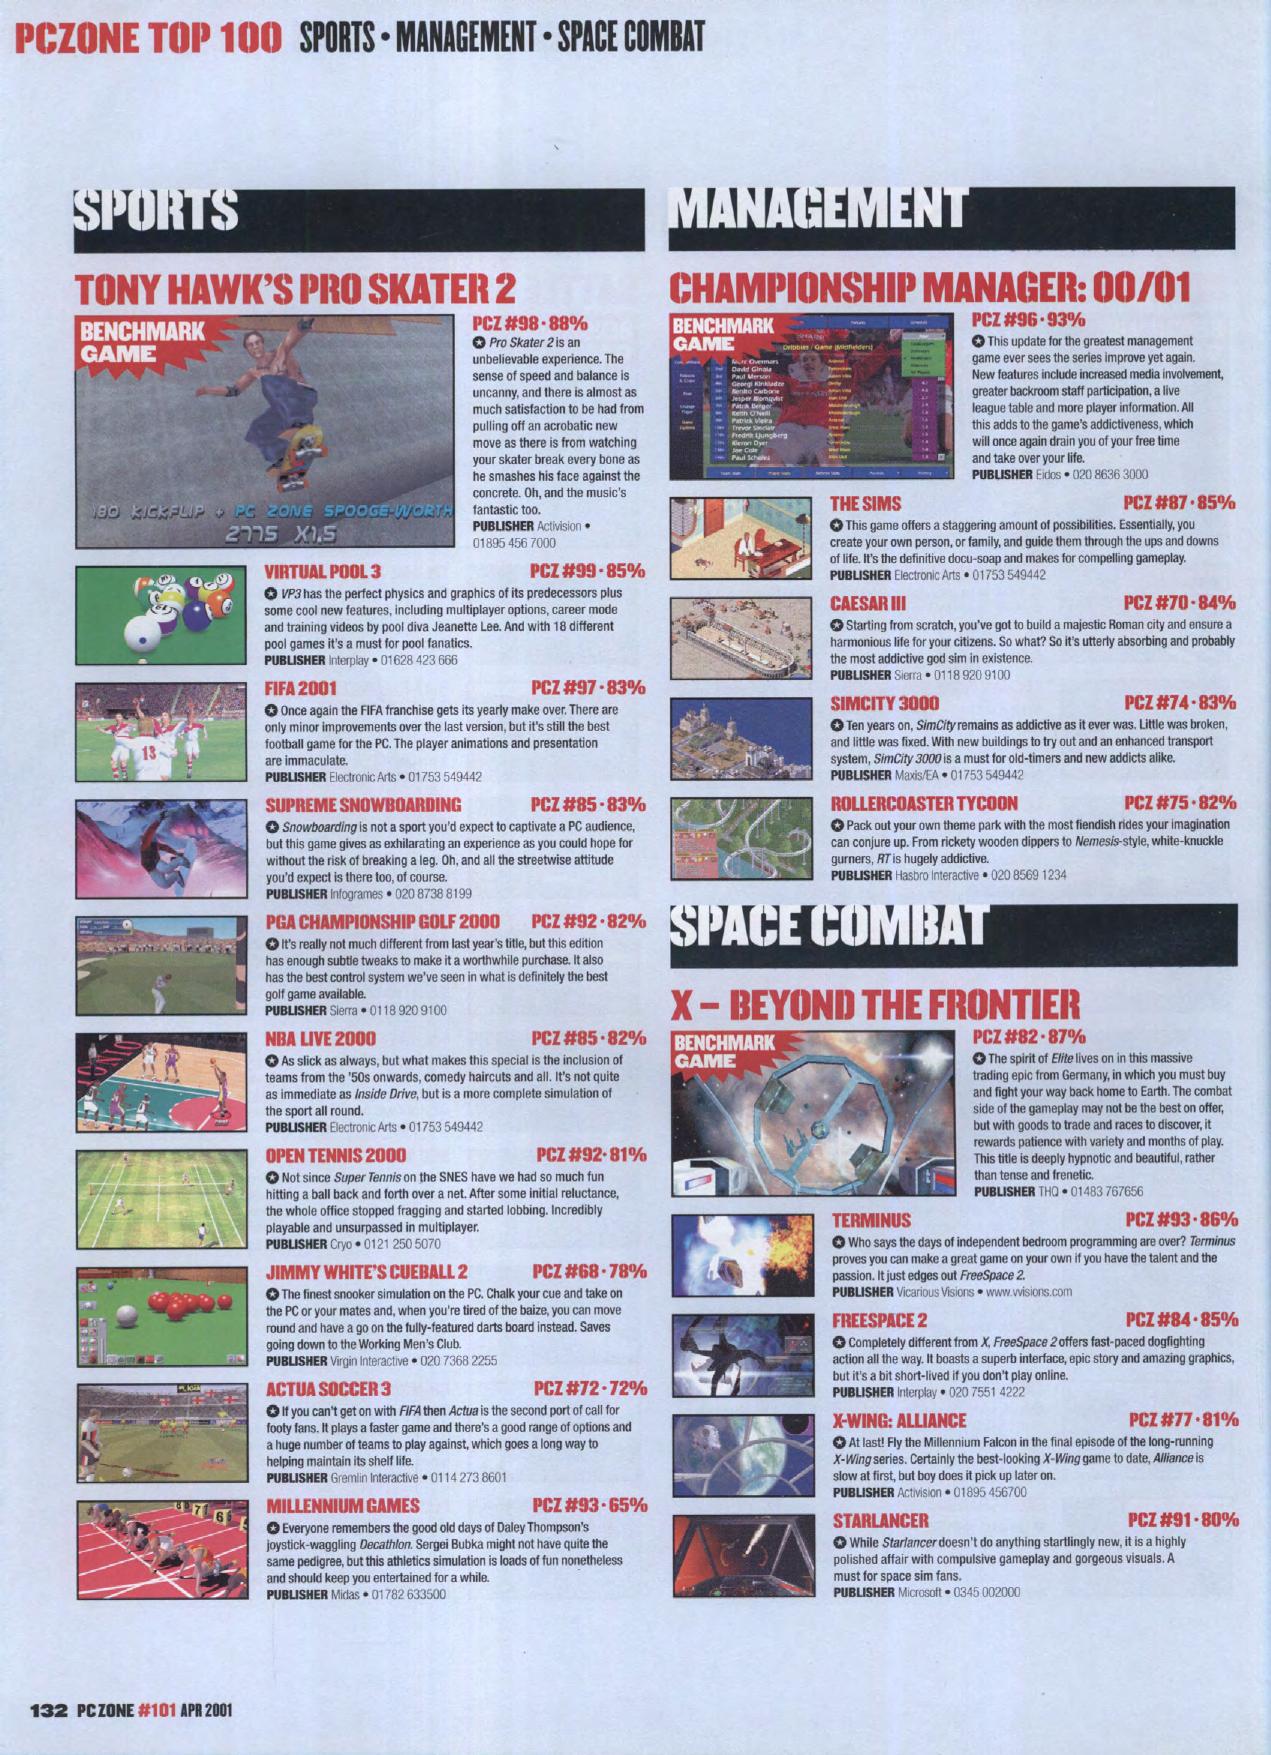 PCZONE TOP 100 SPORTS • MANAGEMENT • SPACE COMBAT
SPORTS
TONY HAWK'S PRO SKATER 2
BENCHMARK
GAME
180 KICKFLIP + PC ZONE SPOOGE-WORTH
2775 X1.5
PCZ #98 • 88%
Pro Skater 2 is an
unbelievable experience. The
sense of speed and balance is
uncanny, and there is almost as
much satisfaction to be had from
pulling off an acrobatic new
move as there is from watching
your skater break every bone as
he smashes his face against the
concrete. Oh, and the music's
fantastic too.
PUBLISHER Activision •
01895 456 7000
VIRTUAL POOL 3 PCZ #99 • 85%
VP3 has the perfect physics and graphics of its predecessors plus
some cool new features, including multiplayer options, career mode
and training videos by pool diva Jeanette Lee. And with 18 different
pool games it's a must for pool fanatics.
PUBLISHER Interplay • 01628 423 666
FIFA 2001 PCZ #97 • 83%
Once again the FIFA franchise gets its yearly make over. There are
only minor improvements over the last version, but it's still the best
football game for the PC. The player animations and presentation
are immaculate.
PUBLISHER Electronic Arts • 01753 549442
13
SUPREME SNOWBOARDING PCZ #85 • 83%
Snowboarding is not a sport you'd expect to captivate a PC audience,
but this game gives as exhilarating an experience as you could hope for
without the risk of breaking a leg. Oh, and all the streetwise attitude
you'd expect is there too, of course.
PUBLISHER Infogrames • 020 8738 8199
PGA CHAMPIONSHIP GOLF 2000 PCZ #92 • 82%
It's really not much different from last year's title, but this edition
has enough subtle tweaks to make it a worthwhile purchase. It also
has the best control system we've seen in what is definitely the best
golf game available.
PUBLISHER Sierra • 0118 920 9100
NBA LIVE 2000 PCZ #85 • 82%
As slick as always, but what makes this special is the inclusion of
teams from the '50s onwards, comedy haircuts and all. It's not quite
as immediate as Inside Drive, but is a more complete simulation of
the sport all round.
PUBLISHER Electronic Arts • 01753 549442
OPEN TENNIS 2000 PCZ #92 • 81%
Not since Super Tennis on the SNES have we had so much fun
hitting a ball back and forth over a net. After some initial reluctance,
the whole office stopped fragging and started lobbing. Incredibly
playable and unsurpassed in multiplayer.
PUBLISHER Cryo • 0121 250 5070
JIMMY WHITE'S CUEBALL 2 PCZ #68 • 78%
The finest snooker simulation on the PC. Chalk your cue and take on
the PC or your mates and, when you're tired of the baize, you can move
round and have a go on the fully-featured darts board instead. Saves
going down to the Working Men's Club.
PUBLISHER Virgin Interactive • 020 7368 2255
ACTUA SOCCER 3 PCZ #72 • 72%
If you can't get on with FIFA then Actua is the second port of call for
footy fans. It plays a faster game and there's a good range of options and
a huge number of teams to play against, which goes a long way to
helping maintain its shelf life.
PUBLISHER Gremlin Interactive • 0114 273 8601
MILLENNIUM GAMES PCZ #93 • 65%
Everyone remembers the good old days of Daley Thompson's
joystick-waggling Decathlon. Sergei Bubka might not have quite the
same pedigree, but this athletics simulation is loads of fun nonetheless
and should keep you entertained for a while.
PUBLISHER Midas • 01782 633500
MANAGEMENT
CHAMPIONSHIP MANAGER: 00/01
BENCHMARK
GAME
Dribbles / Game (Midfielders)
Marc Overmars
David Ginola
Paul Merson
Georgi Kinkladze
Benito Carbone
Jesper Blomqvist
Patrik Berger
Keith O'Neill
Patrick Vieira
Trevor Sinclair
Fredrik Ljungberg
Kieron Dyer
Joe Cole
Paul Scholes
PCZ #96 • 93%
This update for the greatest management
game ever sees the series improve yet again.
New features include increased media involvement,
greater backroom staff participation, a live
league table and more player information. All
this adds to the game's addictiveness, which
will once again drain you of your free time
and take over your life.
PUBLISHER Eidos • 020 8636 3000
THE SIMS PCZ #87 • 85%
This game offers a staggering amount of possibilities. Essentially, you
create your own person, or family, and guide them through the ups and downs
of life. It's the definitive docu-soap and makes for compelling gameplay.
PUBLISHER Electronic Arts • 01753 549442
CAESAR III PCZ #70 • 84%
Starting from scratch, you've got to build a majestic Roman city and ensure a
harmonious life for your citizens. So what? So it's utterly absorbing and probably
the most addictive god sim in existence.
PUBLISHER Sierra • 0118 920 9100
SIMCITY 3000 PCZ #74 • 83%
Ten years on, SimCity remains as addictive as it ever was. Little was broken,
and little was fixed. With new buildings to try out and an enhanced transport
system, SimCity 3000 is a must for old-timers and new addicts alike.
PUBLISHER Maxis/EA • 01753 549442
ROLLERCOASTER TYCOON PCZ #75 • 82%
Pack out your own theme park with the most fiendish rides your imagination
can conjure up. From rickety wooden dippers to Nemesis-style, white-knuckle
gurners, RT is hugely addictive.
PUBLISHER Hasbro Interactive • 020 8569 1234
SPACE COMBAT
X – BEYOND THE FRONTIER
BENCHMARK
GAME
PCZ #82 • 87%
The spirit of Elite lives on in this massive
trading epic from Germany, in which you must buy
and fight your way back home to Earth. The combat
side of the gameplay may not be the best on offer,
but with goods to trade and races to discover, it
rewards patience with variety and months of play.
This title is deeply hypnotic and beautiful, rather
than tense and frenetic.
PUBLISHER THQ • 01483 767656
TERMINUS PCZ #93 • 86%
Who says the days of independent bedroom programming are over? Terminus
proves you can make a great game on your own if you have the talent and the
passion. It just edges out FreeSpace 2.
PUBLISHER Vicarious Visions • www.vvisions.com
FREESPACE 2 PCZ #84 • 85%
Completely different from X, FreeSpace 2 offers fast-paced dogfighting
action all the way. It boasts a superb interface, epic story and amazing graphics,
but it's a bit short-lived if you don't play online.
PUBLISHER Interplay • 020 7551 4222
X-WING: ALLIANCE PCZ #77 • 81%
At last! Fly the Millennium Falcon in the final episode of the long-running
X-Wing series. Certainly the best-looking X-Wing game to date, Alliance is
slow at first, but boy does it pick up later on.
PUBLISHER Activision • 01895 456700
STARLANCER PCZ #91 • 80%
While Starlancer doesn't do anything startlingly new, it is a highly
polished affair with compulsive gameplay and gorgeous visuals. A
must for space sim fans.
PUBLISHER Microsoft • 0345 002000
132 PCZONE #101 APR 2001